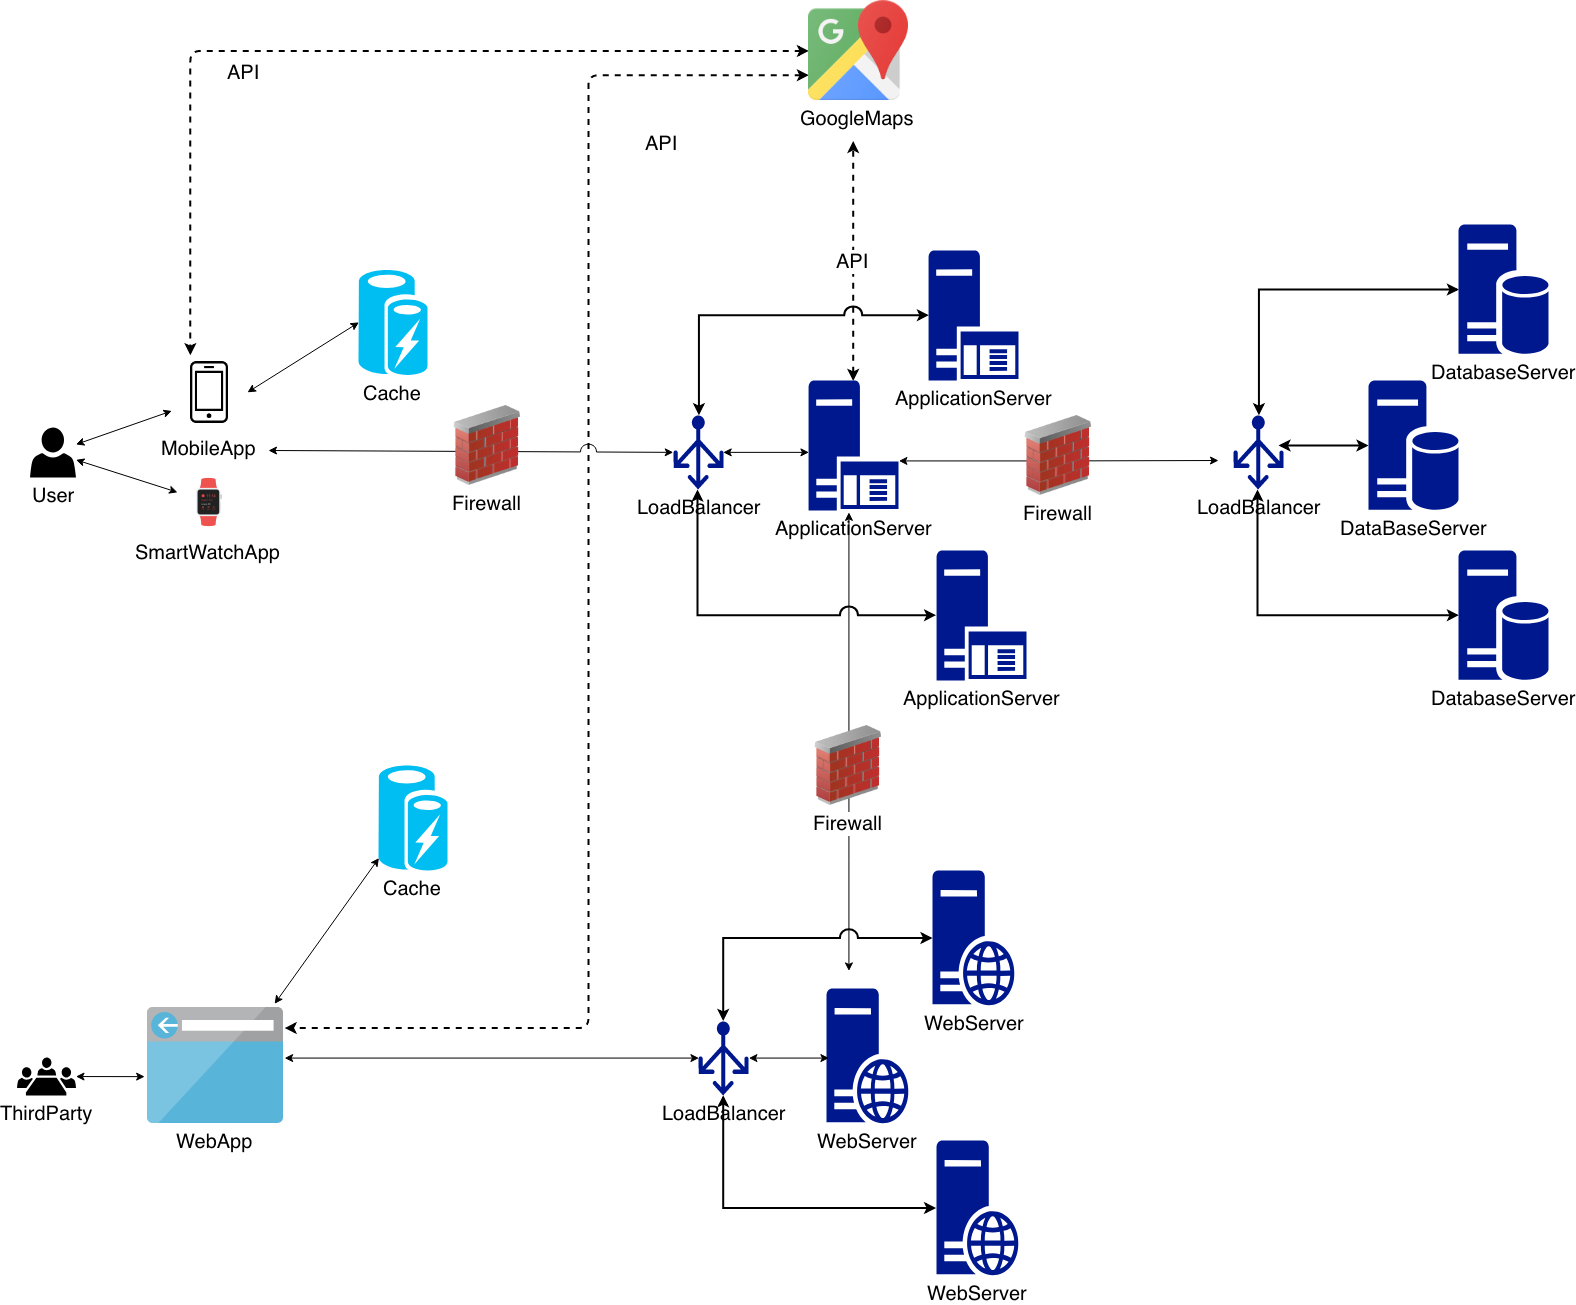 API
GoogleMaps
API
API
DatabaseServer
Cache
ApplicationServer
MobileApp
User
Firewall
LoadBalancer
ApplicationServer
Firewall
LoadBalancer
DataBaseServer
SmartWatchApp
ApplicationServer
DatabaseServer
Firewall
Cache
WebServer
ThirdParty
WebApp
LoadBalancer
WebServer
WebServer